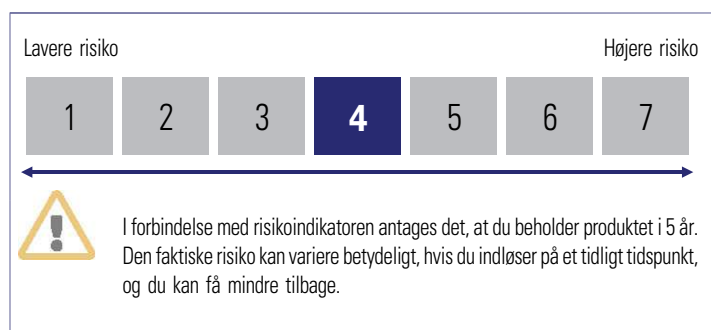 Lavere risiko Højere risiko
1 2 3 4 5 6 7
I forbindelse med risikoindikatoren antages det, at du beholder produktet i 5 år.
Den faktiske risiko kan variere betydeligt, hvis du indløser på et tidligt tidspunkt,
og du kan få mindre tilbage.